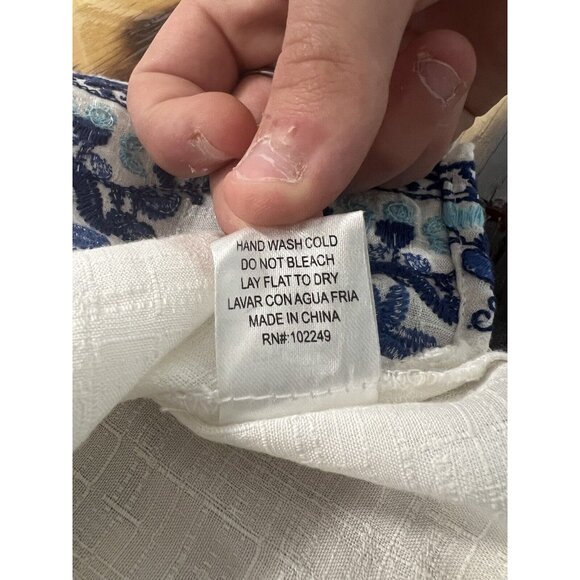 HAND WASH COLD
DO NOT BLEACH
LAY FLAT TO DRY
LAVAR CON AGUA FRIA
MADE IN CHINA
RN#:102249